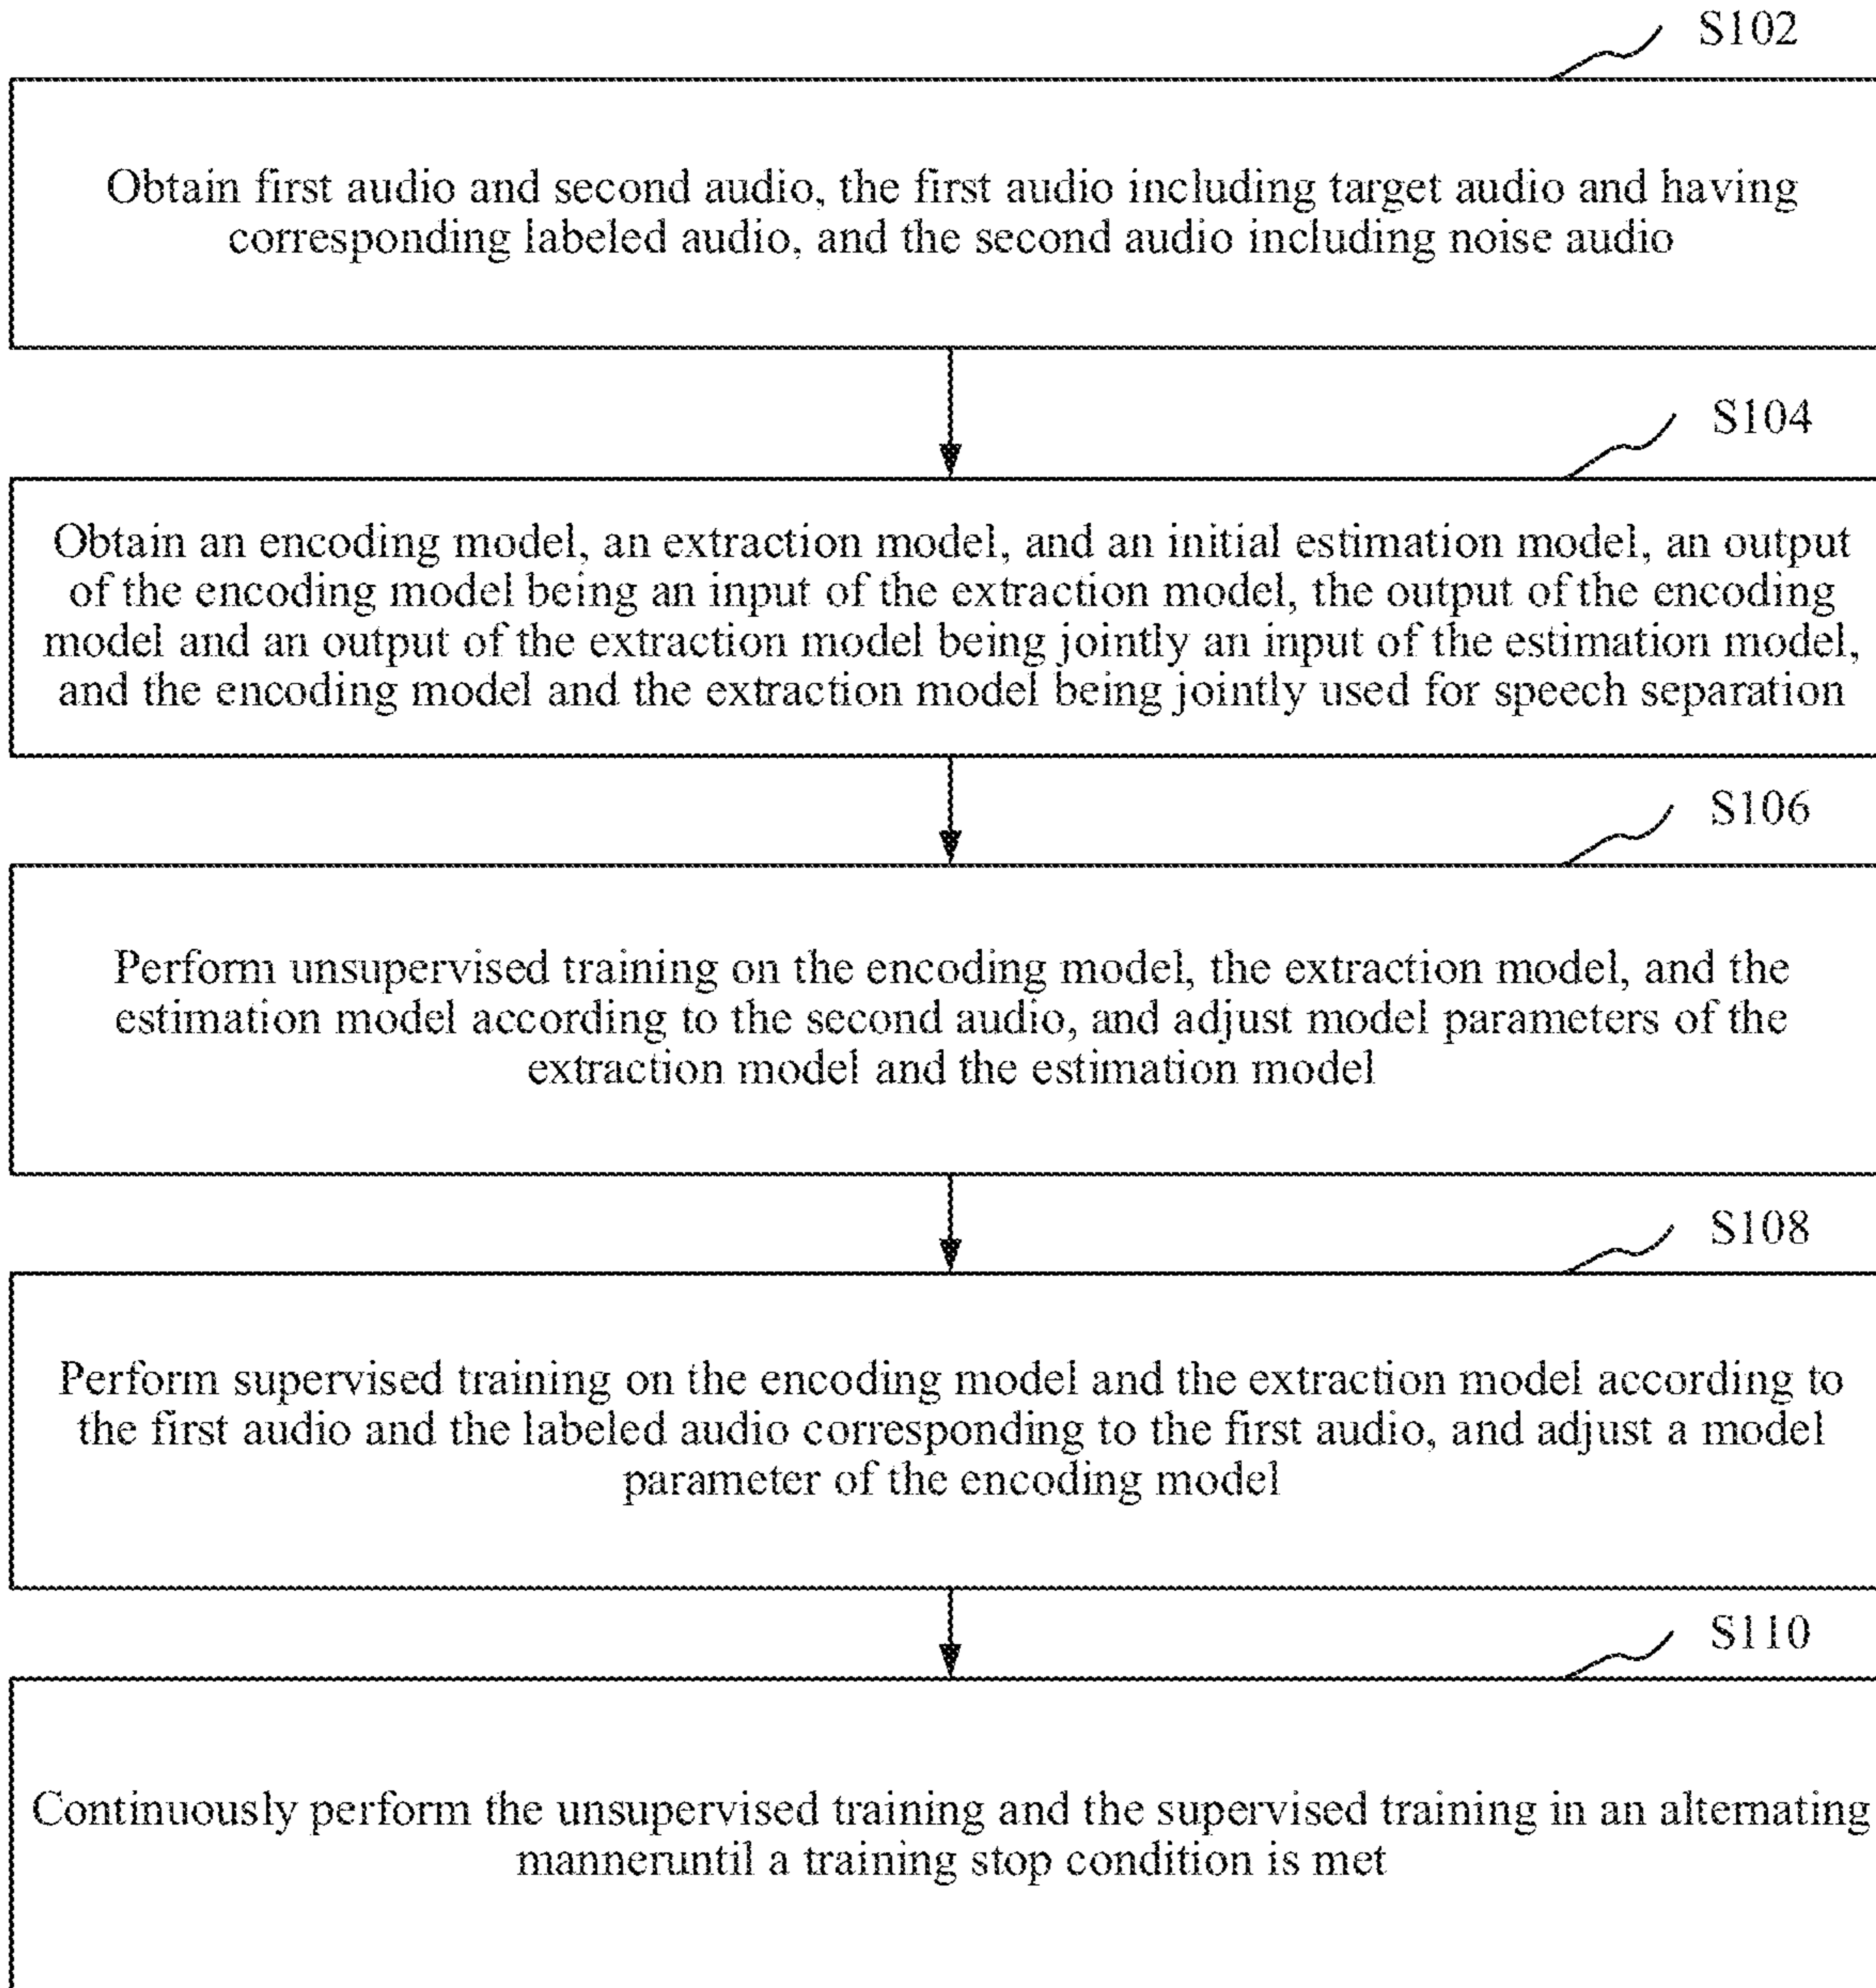 S102
Obtain first audio and second audio, the first audio including target audio and having
corresponding labeled audio, and the second audio including noise audio
S104
Obtain an encoding model, an extraction model, and an initial estimation model, an output
of the encoding model being an input of the extraction model, the output of the encoding
model and an output of the extraction model being jointly an input of the estimation model,
and the encoding model and the extraction model being jointly used for speech separation
S106
Perform unsupervised training on the encoding model, the extraction model, and the
estimation model according to the second audio, and adjust model parameters of the
extraction model and the estimation model
S108
Perform supervised training on the encoding model and the extraction model according to
the first audio and the labeled audio corresponding to the first audio, and adjust a model
parameter of the encoding model
S110
Continuously perform the unsupervised training and the supervised training in an alternating
manneruntil a training stop condition is met